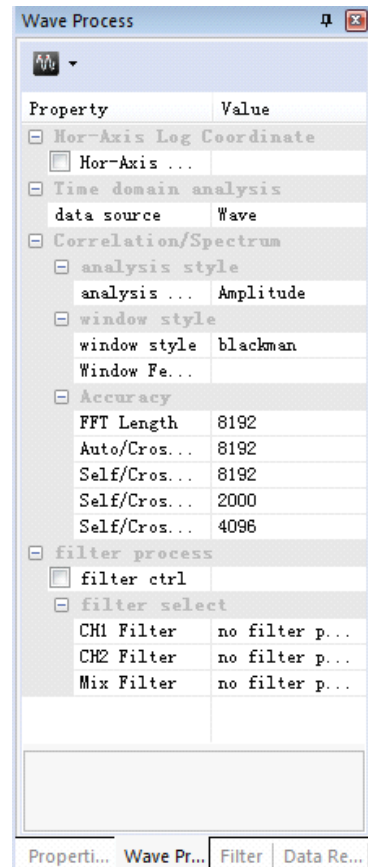 Wave Process
Property Value
Hor-Axis Log Coordinate
Hor-Axis ...
Time domain analysis
data source Wave
Correlation/Spectrum
analysis style
analysis ... Amplitude
window style
window style blackman
Window Fe...
Accuracy
FFT Length 8192
Auto/Cros... 8192
Self/Cros... 8192
Self/Cros... 2000
Self/Cros... 4096
filter process
filter ctrl
filter select
CH1 Filter no filter p...
CH2 Filter no filter p...
Mix Filter no filter p...
Properti... Wave Pr... Filter Data Re...